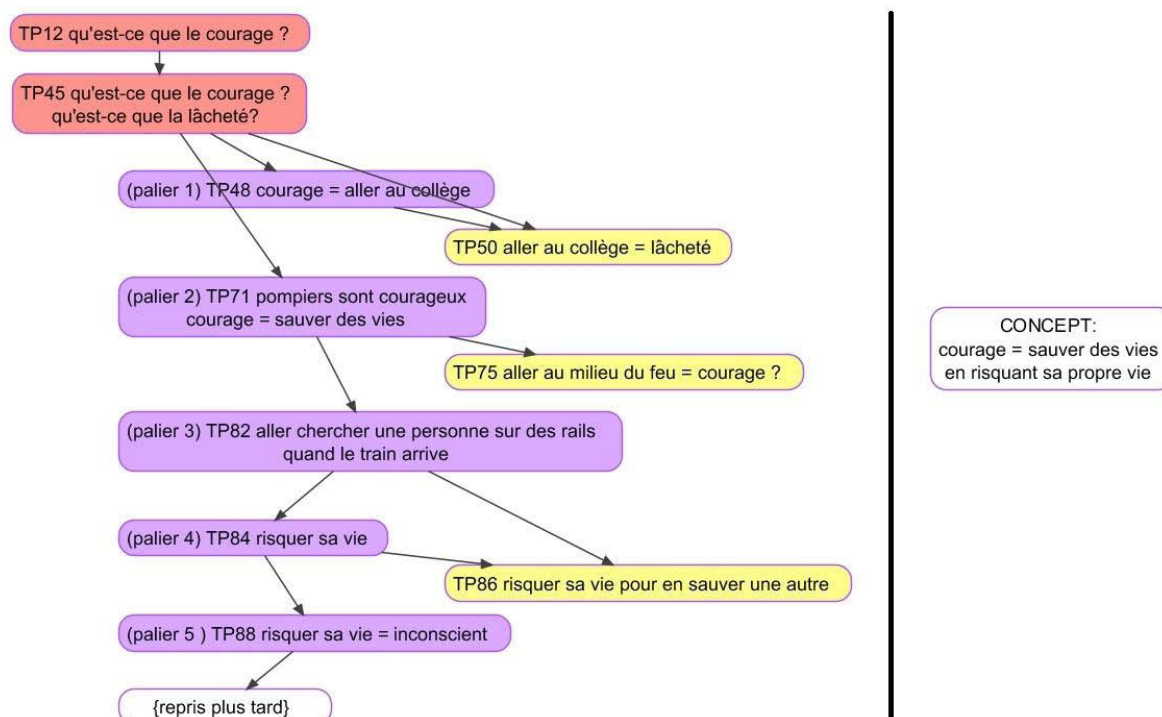 TP12 qu'est-ce que le courage ?
TP45 qu'est-ce que le courage ?
qu'est-ce que la lâcheté?
(palier 1) TP48 courage = aller au collège
TP50 aller au collège = lâcheté
(palier 2) TP71 pompiers sont courageux
courage = sauver des vies
TP75 aller au milieu du feu = courage ?
(palier 3) TP82 aller chercher une personne sur des rails
quand le train arrive
(palier 4) TP84 risquer sa vie
TP86 risquer sa vie pour en sauver une autre
(palier 5 ) TP88 risquer sa vie = inconscient
{repris plus tard}
CONCEPT:
courage = sauver des vies
en risquant sa propre vie